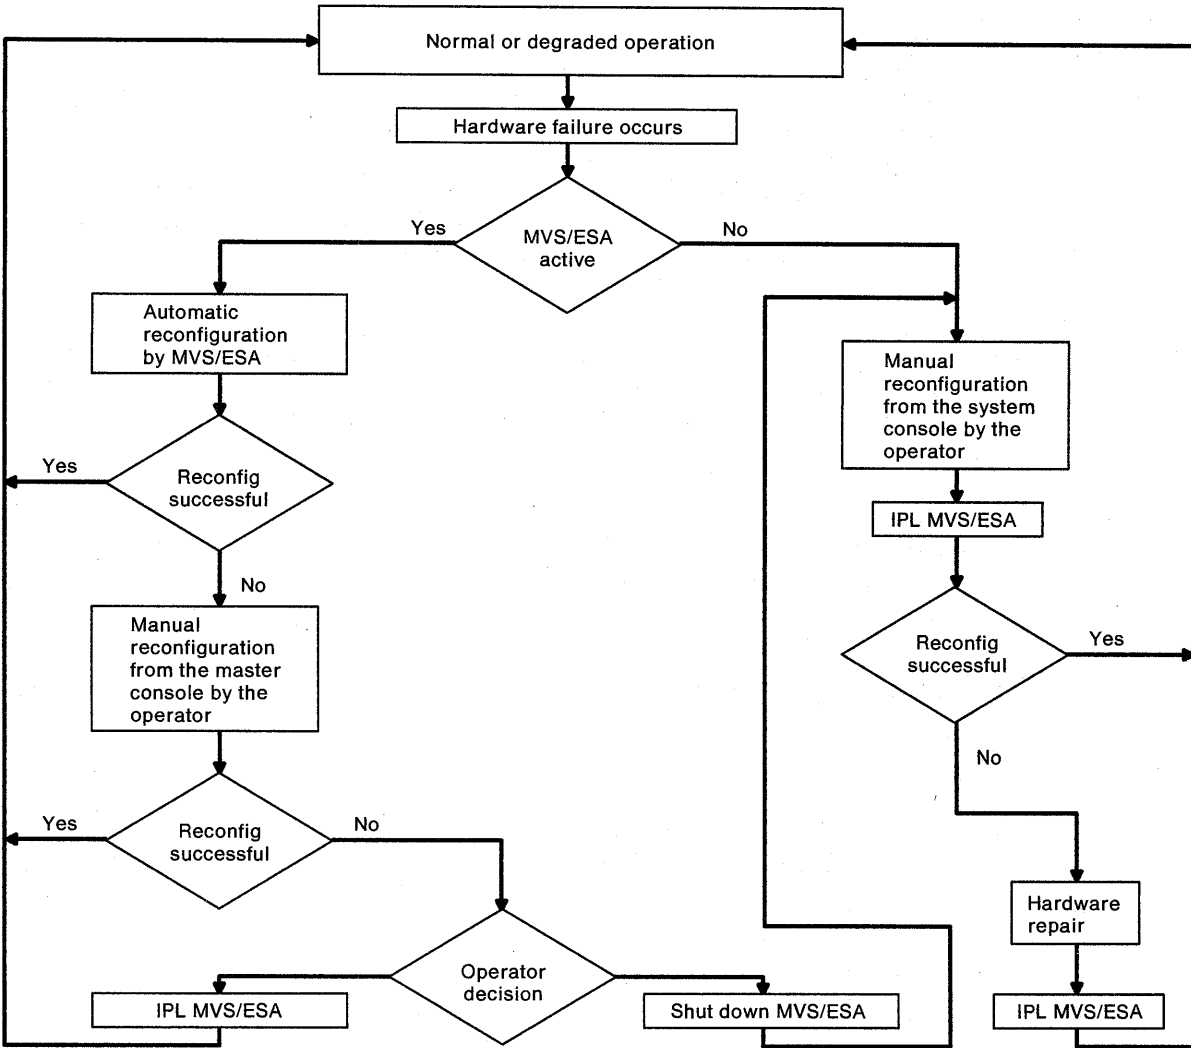 Normal or degraded operation
Hardware failure occurs
MVS/ESA
active
Yes
No
Automatic
reconfiguration
by MVS/ESA
Reconfig
successful
Yes
No
Manual
reconfiguration
from the master
console by the
operator
Reconfig
successful
Yes
No
Operator
decision
IPL MVS/ESA
Shut down MVS/ESA
Manual
reconfiguration
from the system
console by the
operator
IPL MVS/ESA
Reconfig
successful
Yes
No
Hardware
repair
IPL MVS/ESA